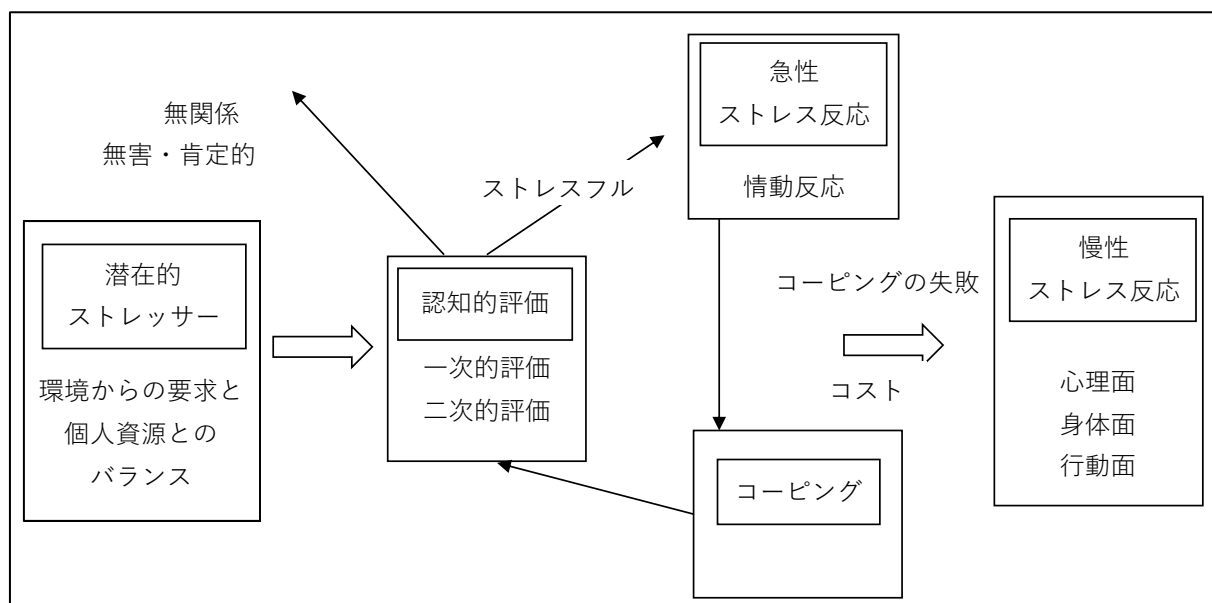 無関係
無害・肯定的
潜在的
ストレッサー
環境からの要求と
個人資源との
バランス
認知的評価
一次的評価
二次的評価
ストレスフル
急性
ストレス反応
情動反応
コーピング
コーピングの失敗
コスト
慢性
ストレス反応
心理面
身体面
行動面